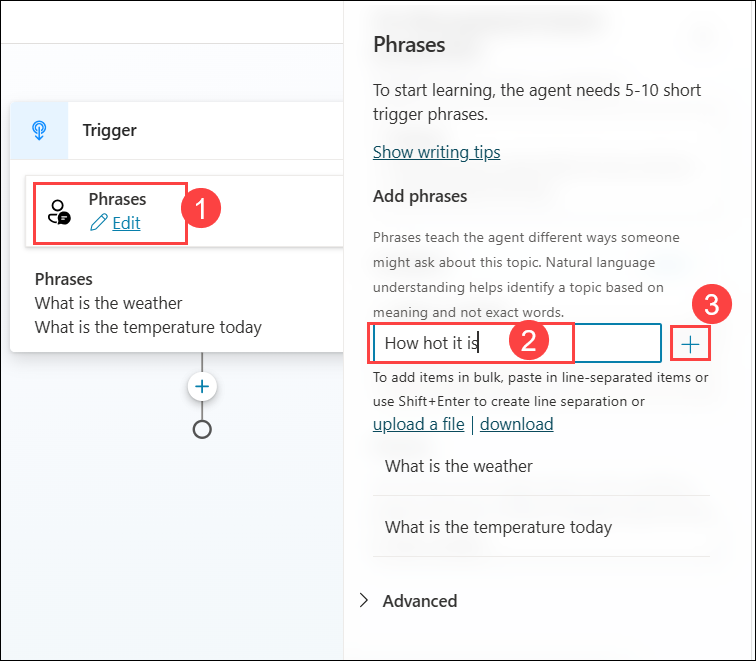 Trigger
Phrases
Edit
1
Phrases
What is the weather
What is the temperature today
Phrases
To start learning, the agent needs 5-10 short
trigger phrases.
Show writing tips
Add phrases
Phrases teach the agent different ways someone
might ask about this topic. Natural language
understanding helps identify a topic based on
meaning and not exact words.
3
How hot it is
2
To add items in bulk, paste in line-separated items or
use Shift+Enter to create line separation or
upload a file | download
What is the weather
What is the temperature today
Advanced